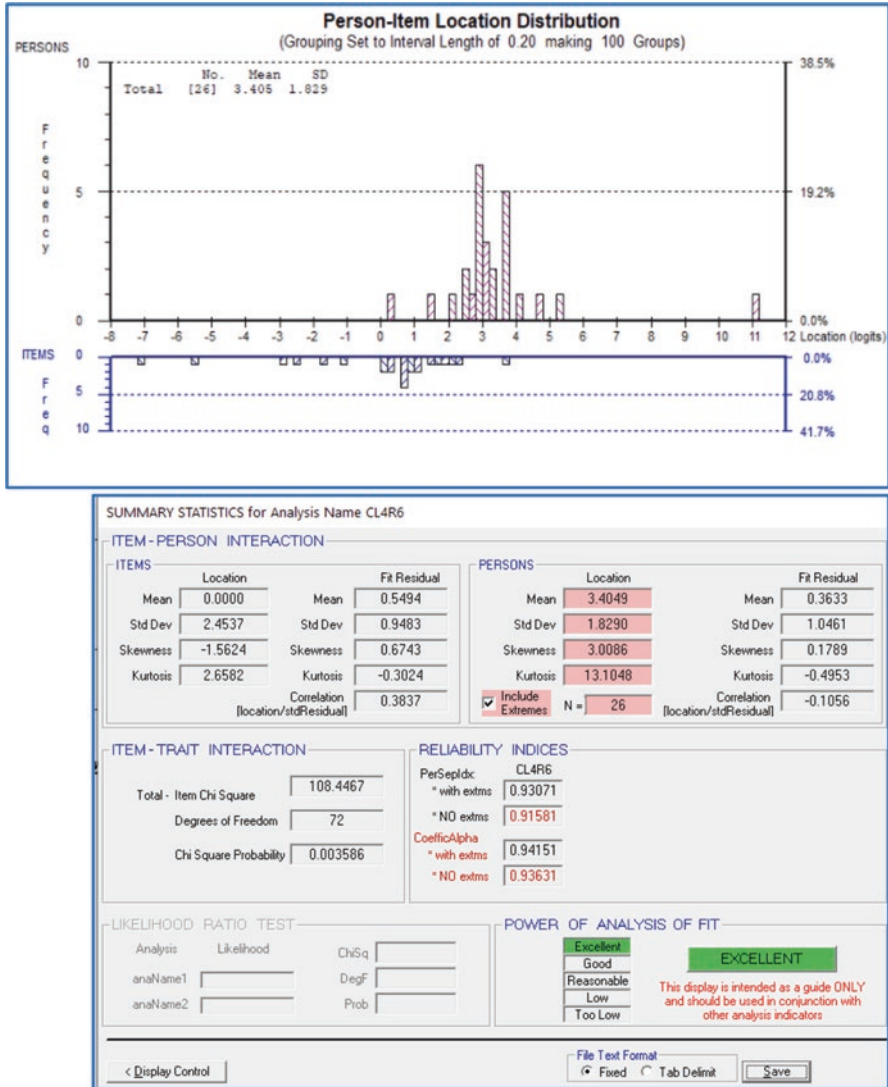 Person-Item Location Distribution
(Grouping Set to Interval Length of 0.20 making 100 Groups)
PERSONS
No. Mean SD
Total [26] 3.405 1.829
Frequency
10 38.5%
5 19.2%
0 0.0%
-8 -7 -6 -5 -4 -3 -2 -1 0 1 2 3 4 5 6 7 8 9 10 11 12 Location (logits)
ITEMS 0 0.0%
Freq
5 20.8%
10 41.7%
SUMMARY STATISTICS for Analysis Name CL4R6
ITEM-PERSON INTERACTION
ITEMS
Location Fit Residual
Mean 0.0000 Mean 0.5494
Std Dev 2.4537 Std Dev 0.9483
Skewness -1.5624 Skewness 0.6743
Kurtosis 2.6582 Kurtosis -0.3024
Correlation 0.3837
[location/stdResidual]
PERSONS
Location Fit Residual
Mean 3.4049 Mean 0.3633
Std Dev 1.8290 Std Dev 1.0461
Skewness 3.0086 Skewness 0.1789
Kurtosis 13.1048 Kurtosis -0.4953
Include Extremes N = 26 Correlation -0.1056
[location/stdResidual]
ITEM-TRAIT INTERACTION
Total - Item Chi Square 108.4467
Degrees of Freedom 72
Chi Square Probability 0.003586
RELIABILITY INDICES
PerSepIdx: CL4R6
* with extms 0.93071
* NO extms 0.91581
CoefficAlpha
* with extms 0.94151
* NO extms 0.93631
LIKELIHOOD RATIO TEST
Analysis Likelihood ChiSq
anaName1 DegF
anaName2 Prob
POWER OF ANALYSIS OF FIT
Excellent
Good
Reasonable
Low
Too Low
EXCELLENT
This display is intended as a guide ONLY
and should be used in conjunction with
other analysis indicators
< Display Control
File Text Format
Fixed Tab Delimit
Save